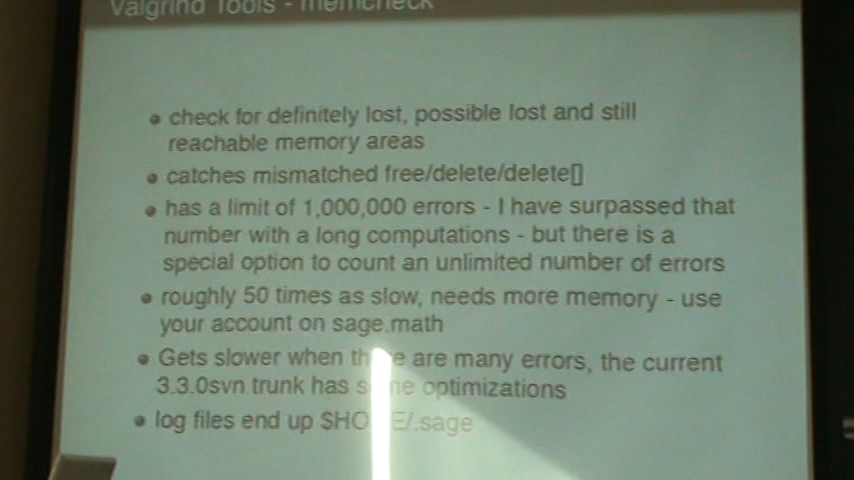 Valgrind Tools - memcheck
check for definitely lost, possible lost and still
reachable memory areas
catches mismatched free/delete/delete[]
has a limit of 1,000,000 errors - I have surpassed that
number with a long computations - but there is a
special option to count an unlimited number of errors
roughly 50 times as slow, needs more memory - use
your account on sage.math
Gets slower when there are many errors, the current
3.3.0svn trunk has some optimizations
log files end up $HOME/.sage